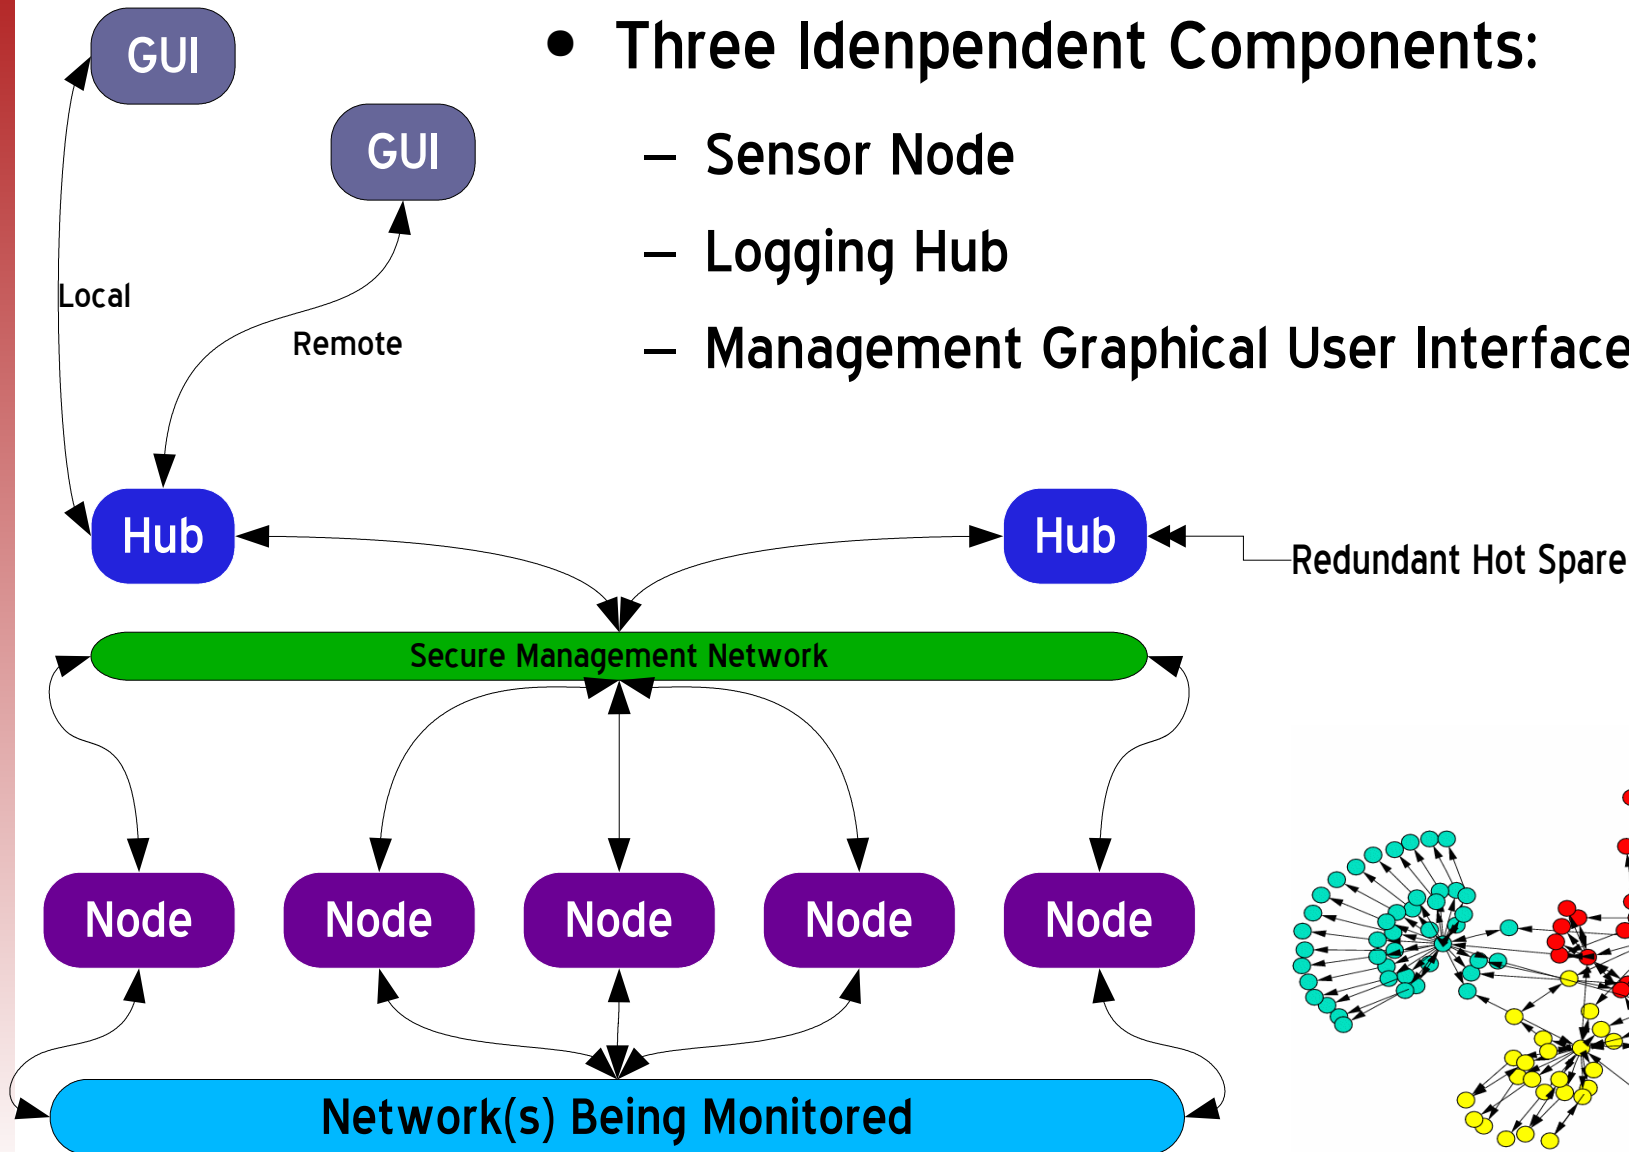 GUI
• Three Idenpendent Components:
GUI
– Sensor Node
– Logging Hub
Local
Remote
– Management Graphical User Interface
Hub
Hub
Redundant Hot Spare
Secure Management Network
Node
Node
Node
Node
Node
Network(s) Being Monitored